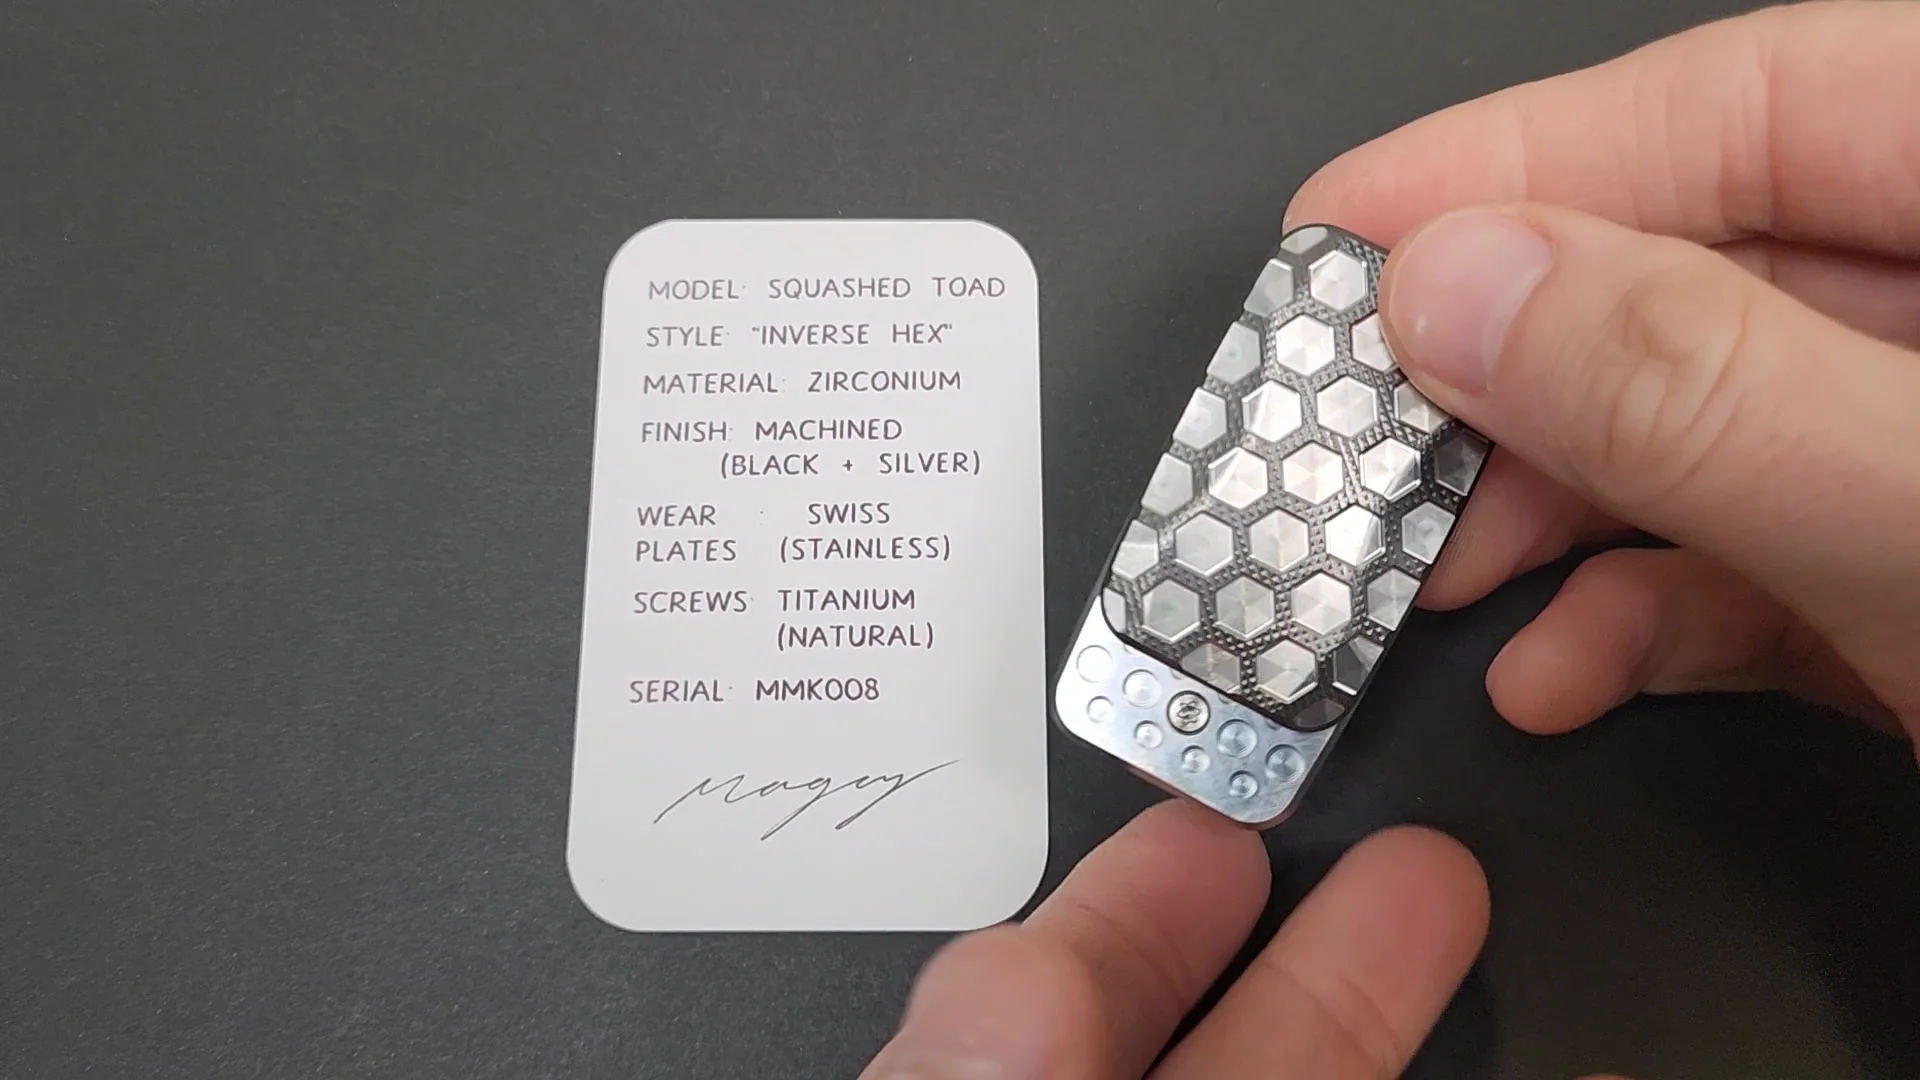 MODEL: SQUASHED TOAD
STYLE: "INVERSE HEX"
MATERIAL: ZIRCONIUM
FINISH: MACHINED
(BLACK + SILVER)
WEAR : SWISS
PLATES (STAINLESS)
SCREWS: TITANIUM
(NATURAL)
SERIAL: MMK008
Magcy